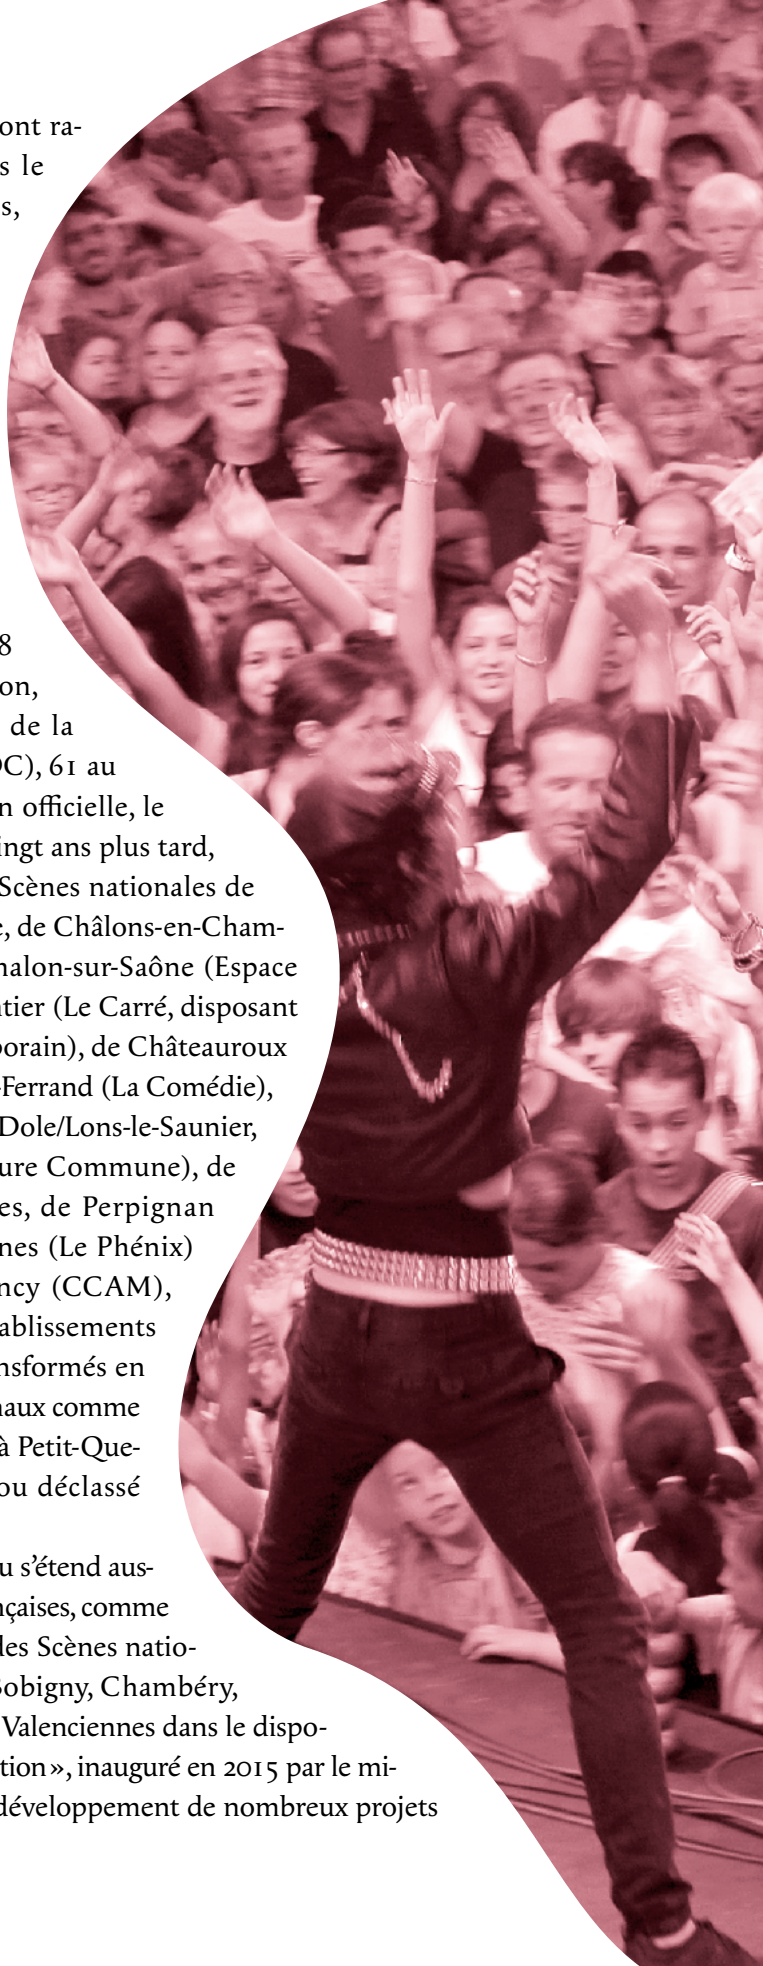 ont ra-
s le
s,
8
on,
de la
C), 61 au
n officielle, le
ingt ans plus tard,
Scènes nationales de
e, de Châlons-en-Cham-
halon-sur-Saône (Espace
tier (Le Carré, disposant
porain), de Châteauroux
-Ferrand (La Comédie),
Dole/Lons-le-Saunier,
ure Commune), de
es, de Perpignan
nes (Le Phénix)
ncy (CCAM),
ablissements
nsformés en
naux comme
à Petit-Que-
ou déclassé
u s’étend aus-
nçaises, comme
des Scènes natio-
Bobigny, Chambéry,
Valenciennes dans le dispo-
tion», inauguré en 2015 par le mi-
développement de nombreux projets